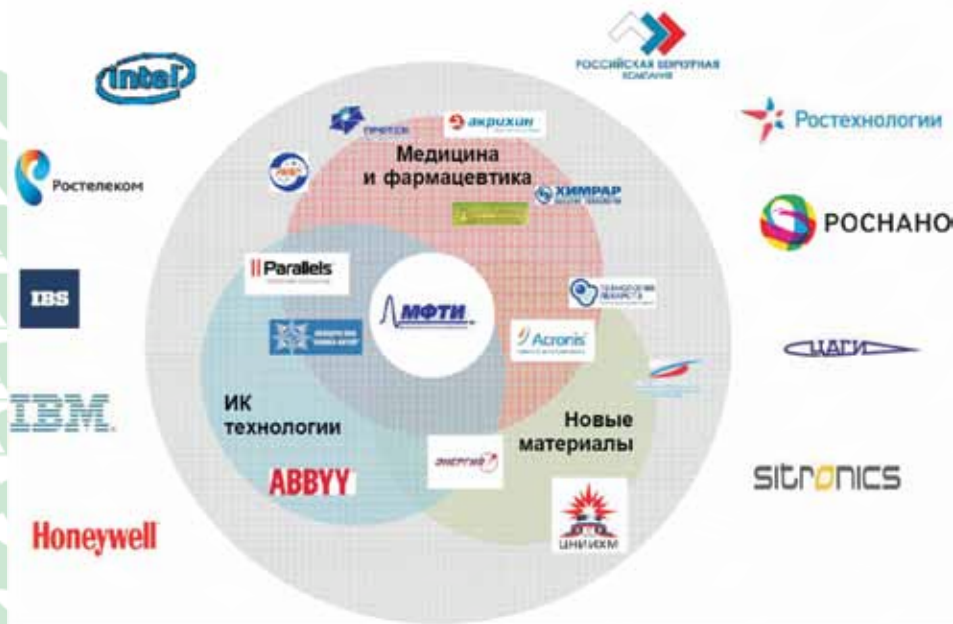 intel
РОССИЙСКАЯ ВЕНЧУРНАЯ
КОМПАНИЯ
Ростехнологии
Ростелеком
РОСНАНО
IBS
ЦАГИ
IBM
sitronics
Honeywell
акрихин
Медицина
и фармацевтика
ХИМРАР
Parallels
МФТИ
Acronis
ИК
технологии
Новые
материалы
ЭНЕРГИЯ
ABBYY
ЦНИИХМ